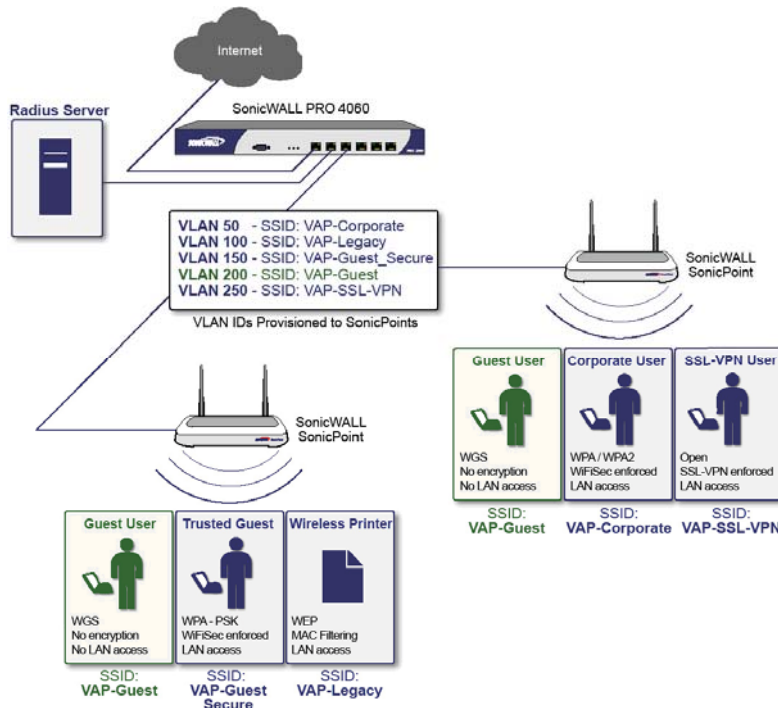 Internet
Radius Server
SonicWALL PRO 4060
SONICWALL
VLAN 50 - SSID: VAP-Corporate
VLAN 100 - SSID: VAP-Legacy
VLAN 150 - SSID: VAP-Guest_Secure
VLAN 200 - SSID: VAP-Guest
VLAN 250 - SSID: VAP-SSL-VPN
VLAN IDs Provisioned to SonicPoints
SonicWALL
SonicPoint
Guest User
WGS
No encryption
No LAN access
SSID:
VAP-Guest
Corporate User
WPA / WPA2
WiFiSec enforced
LAN access
SSID:
VAP-Corporate
SSL-VPN User
Open
SSL-VPN enforced
LAN access
SSID:
VAP-SSL-VPN
SonicWALL
SonicPoint
Guest User
WGS
No encryption
No LAN access
SSID:
VAP-Guest
Trusted Guest
WPA - PSK
WiFiSec enforced
LAN access
SSID:
VAP-Guest
Secure
Wireless Printer
WEP
MAC Filtering
LAN access
SSID:
VAP-Legacy